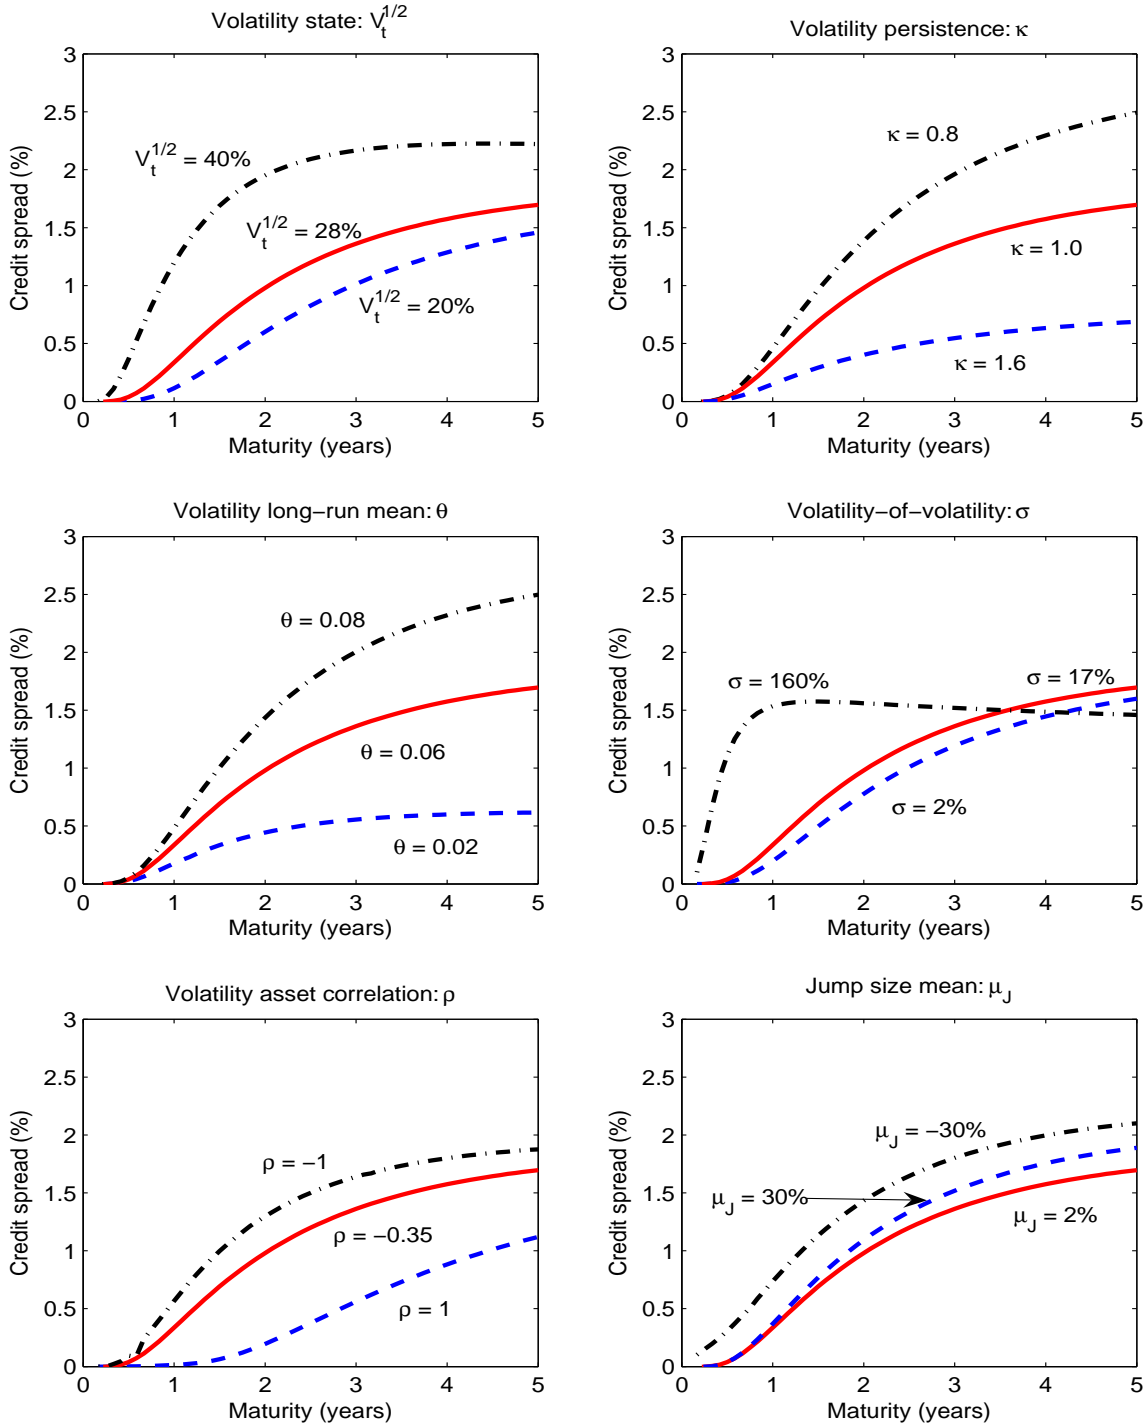 Volatility state: V_t^{1/2}
Credit spread (%)
3
2.5
2
1.5
1
0.5
0
V_t^{1/2} = 40%
V_t^{1/2} = 28%
V_t^{1/2} = 20%
0 1 2 3 4 5
Maturity (years)
Volatility persistence: κ
Credit spread (%)
3
2.5
2
1.5
1
0.5
0
κ = 0.8
κ = 1.0
κ = 1.6
0 1 2 3 4 5
Maturity (years)
Volatility long−run mean: θ
Credit spread (%)
3
2.5
2
1.5
1
0.5
0
θ = 0.08
θ = 0.06
θ = 0.02
0 1 2 3 4 5
Maturity (years)
Volatility−of−volatility: σ
Credit spread (%)
3
2.5
2
1.5
1
0.5
0
σ = 160%
σ = 17%
σ = 2%
0 1 2 3 4 5
Maturity (years)
Volatility asset correlation: ρ
Credit spread (%)
3
2.5
2
1.5
1
0.5
0
ρ = −1
ρ = −0.35
ρ = 1
0 1 2 3 4 5
Maturity (years)
Jump size mean: μ_J
Credit spread (%)
3
2.5
2
1.5
1
0.5
0
μ_J = −30%
μ_J = 30%
μ_J = 2%
0 1 2 3 4 5
Maturity (years)